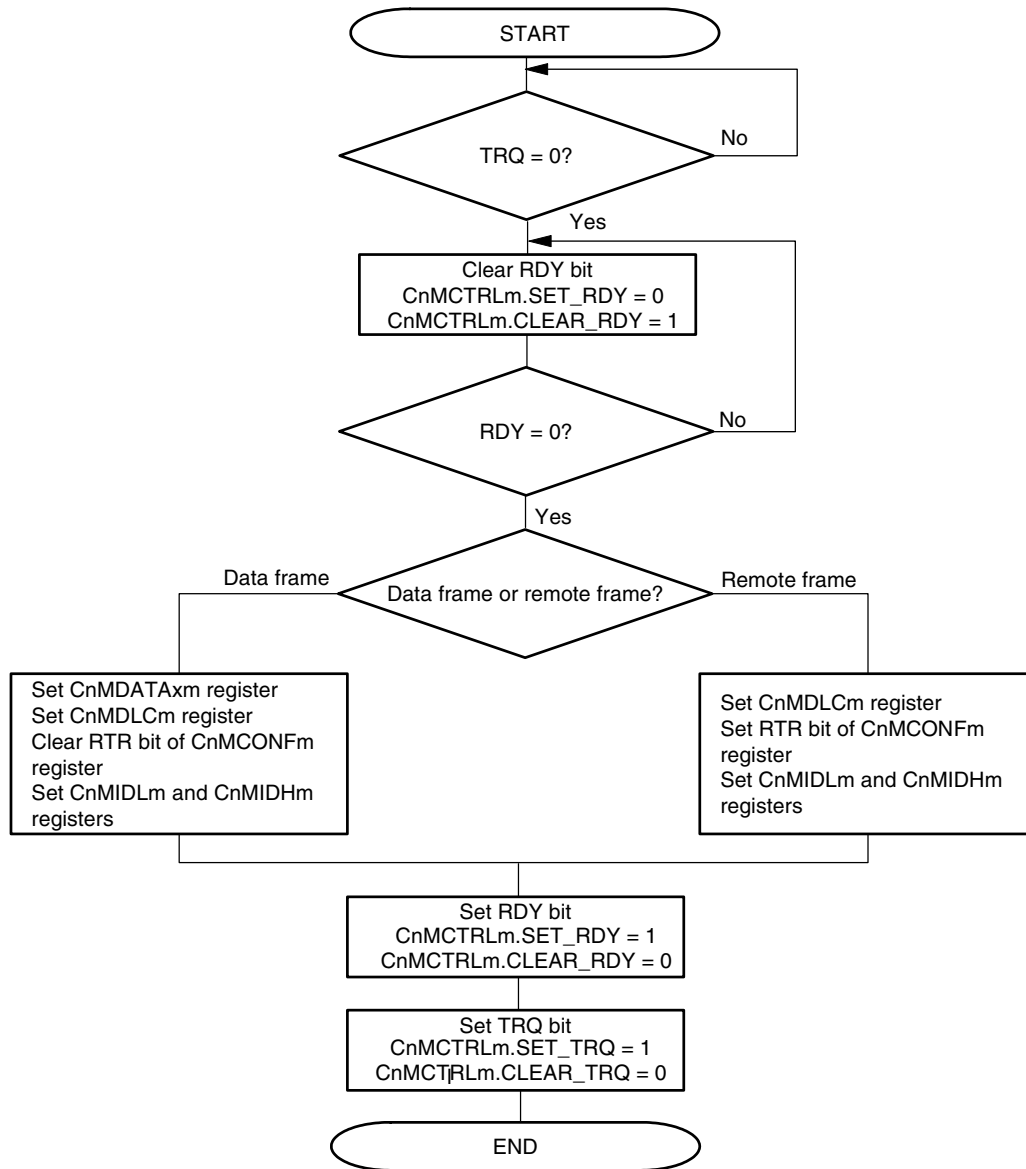 START
No
TRQ = 0?
Yes
Clear RDY bit
CnMCTRLm.SET_RDY = 0
CnMCTRLm.CLEAR_RDY = 1
No
RDY = 0?
Yes
Data frame
Remote frame
Data frame or remote frame?
Set CnMDATAxm register
Set CnMDLCm register
Clear RTR bit of CnMCONFm
register
Set CnMIDLm and CnMIDHm
registers
Set CnMDLCm register
Set RTR bit of CnMCONFm
register
Set CnMIDLm and CnMIDHm
registers
Set RDY bit
CnMCTRLm.SET_RDY = 1
CnMCTRLm.CLEAR_RDY = 0
Set TRQ bit
CnMCTRLm.SET_TRQ = 1
CnMCTRLm.CLEAR_TRQ = 0
END